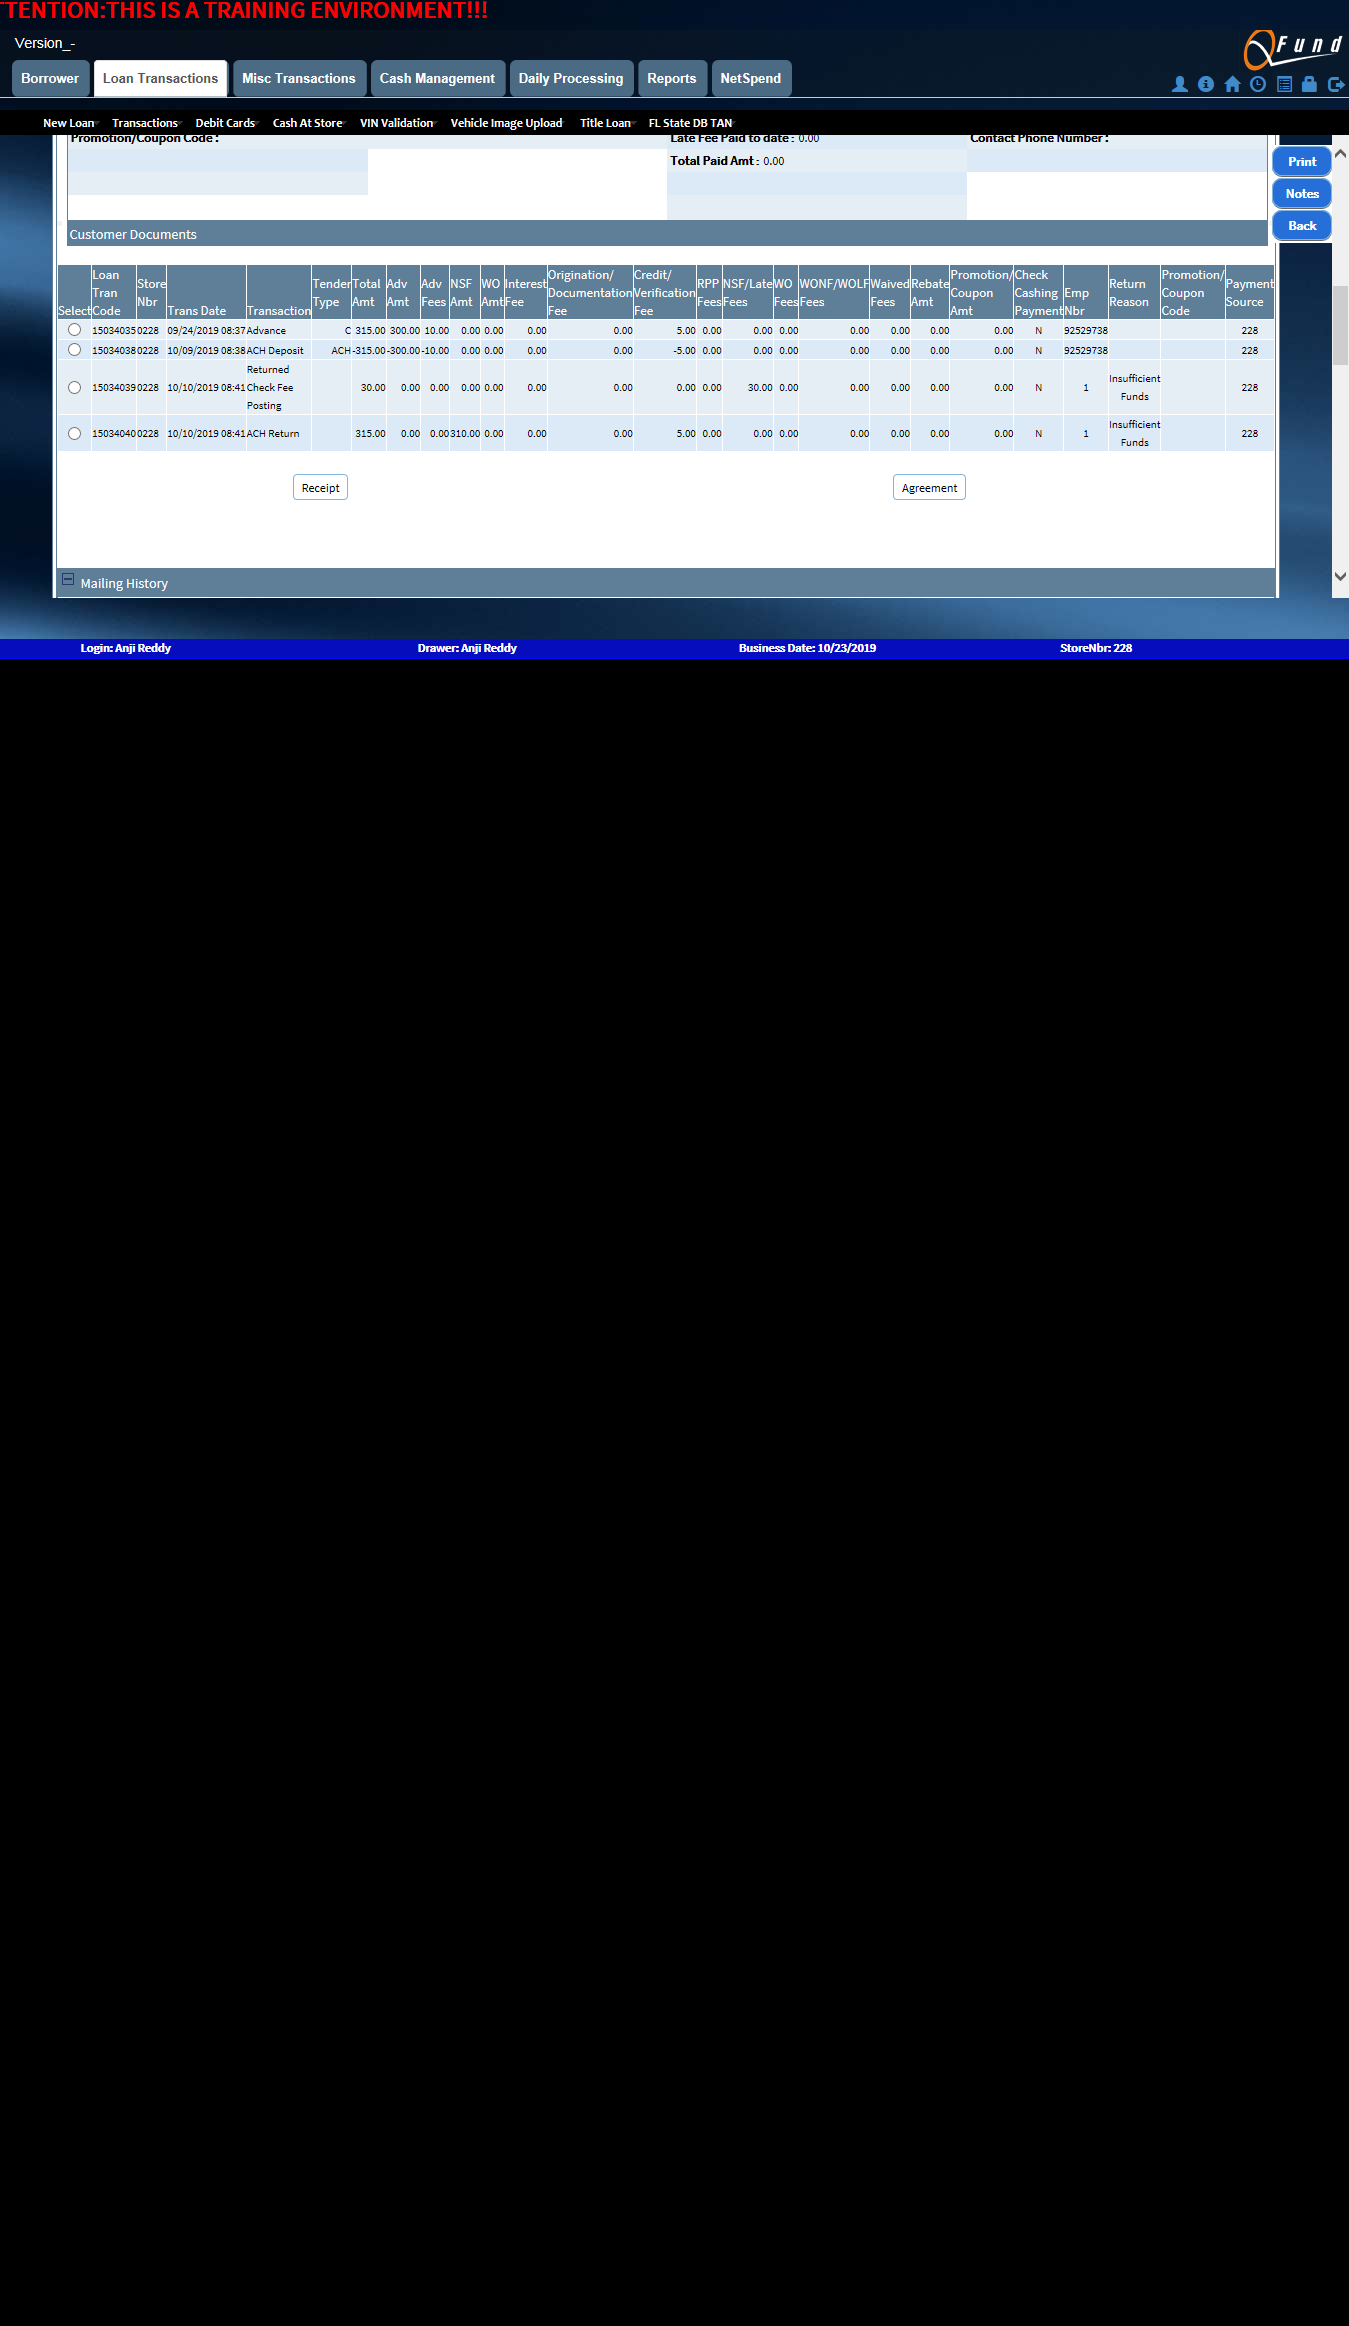 TTENTION:THIS IS A TRAINING ENVIRONMENT!!!
Version_-
QFund
Borrower Loan Transactions Misc Transactions Cash Management Daily Processing Reports NetSpend
New Loan Transactions Debit Cards Cash At Store VIN Validation Vehicle Image Upload Title Loan FL State DB TAN
Promotion/Coupon Code : Late Fee Paid to date : 0.00 Contact Phone Number :
Total Paid Amt : 0.00
Print
Notes
Back
Customer Documents
Select Loan Tran Code Store Nbr Trans Date Transaction Tender Type Total Amt Adv Amt Adv Fees NSF Amt WO Amt Interest Fee Origination/ Documentation Fee Credit/ Verification Fee RPP Fees NSF/Late Fees WO Fees WONF/WOLF Fees Waived Fees Rebate Amt Promotion/ Coupon Amt Check Cashing Payment Emp Nbr Return Reason Promotion/ Coupon Code Payment Source
15034035 0228 09/24/2019 08:37 Advance C 315.00 300.00 10.00 0.00 0.00 0.00 0.00 5.00 0.00 0.00 0.00 0.00 0.00 0.00 0.00 N 92529738 228
15034038 0228 10/09/2019 08:38 ACH Deposit ACH -315.00 -300.00 -10.00 0.00 0.00 0.00 0.00 -5.00 0.00 0.00 0.00 0.00 0.00 0.00 0.00 N 92529738 228
15034039 0228 10/10/2019 08:41 Returned Check Fee Posting 30.00 0.00 0.00 0.00 0.00 0.00 0.00 0.00 0.00 30.00 0.00 0.00 0.00 0.00 0.00 N 1 Insufficient Funds 228
15034040 0228 10/10/2019 08:41 ACH Return 315.00 0.00 0.00 310.00 0.00 0.00 0.00 5.00 0.00 0.00 0.00 0.00 0.00 0.00 0.00 N 1 Insufficient Funds 228
Receipt Agreement
Mailing History
Login: Anji Reddy Drawer: Anji Reddy Business Date: 10/23/2019 StoreNbr: 228